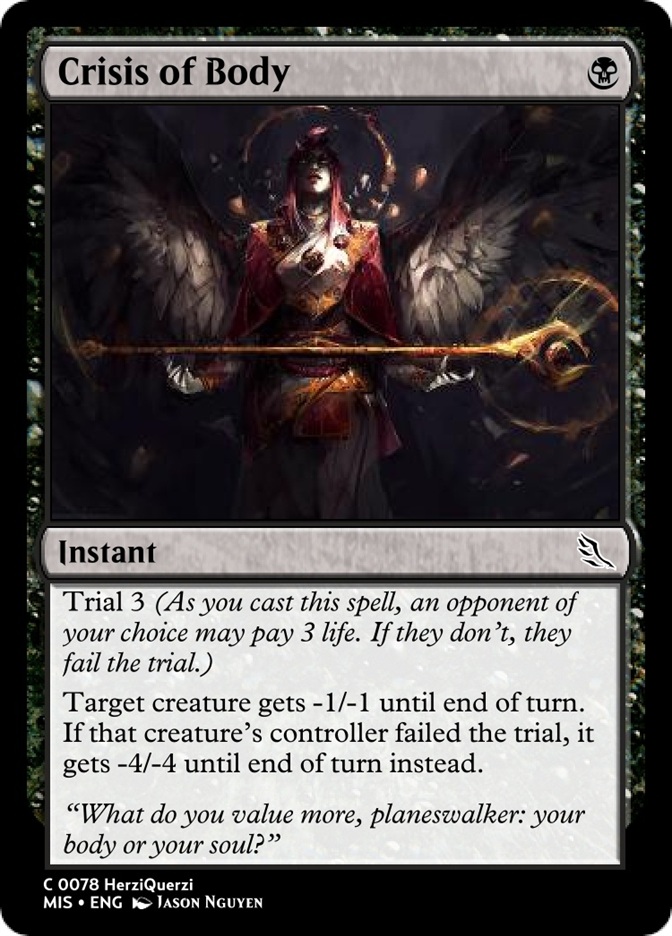 Crisis of Body
Instant
Trial 3 (As you cast this spell, an opponent of
your choice may pay 3 life. If they don't, they
fail the trial.)
Target creature gets -1/-1 until end of turn.
If that creature's controller failed the trial, it
gets -4/-4 until end of turn instead.
“What do you value more, planeswalker: your
body or your soul?”
C 0078 HerziQuerzi
MIS • ENG Jason Nguyen